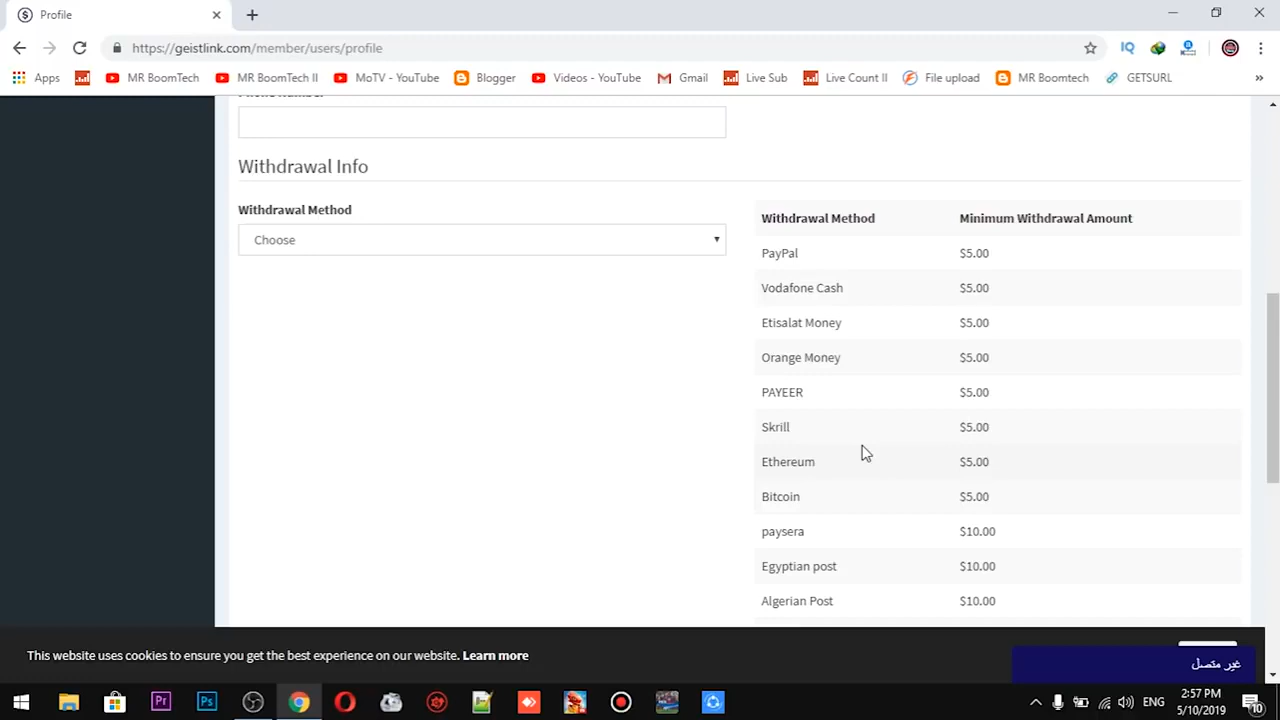 Profile
https://geistlink.com/member/users/profile
Apps
MR BoomTech
MR BoomTech II
MoTV - YouTube
Blogger
Videos - YouTube
Gmail
Live Sub
Live Count II
File upload
MR Boomtech
GETSURL
»
Phone Number
Withdrawal Info
Withdrawal Method
Choose
Withdrawal Method Minimum Withdrawal Amount
PayPal $5.00
Vodafone Cash $5.00
Etisalat Money $5.00
Orange Money $5.00
PAYEER $5.00
Skrill $5.00
Ethereum $5.00
Bitcoin $5.00
paysera $10.00
Egyptian post $10.00
Algerian Post $10.00
This website uses cookies to ensure you get the best experience on our website. Learn more
غير متصل
Pr
Ps
ENG
2:57 PM
5/10/2019
10